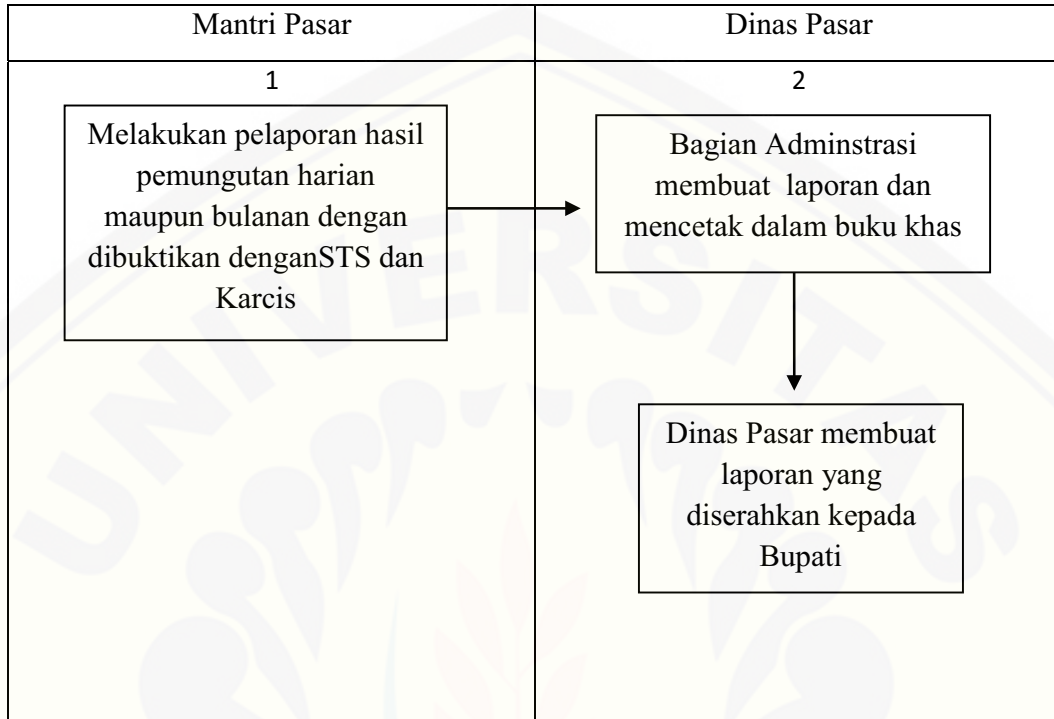 Mantri Pasar
Dinas Pasar
1
Melakukan pelaporan hasil
pemungutan harian
maupun bulanan dengan
dibuktikan denganSTS dan
Karcis
2
Bagian Adminstrasi
membuat laporan dan
mencetak dalam buku khas
Dinas Pasar membuat
laporan yang
diserahkan kepada
Bupati
UNIVERSITAS